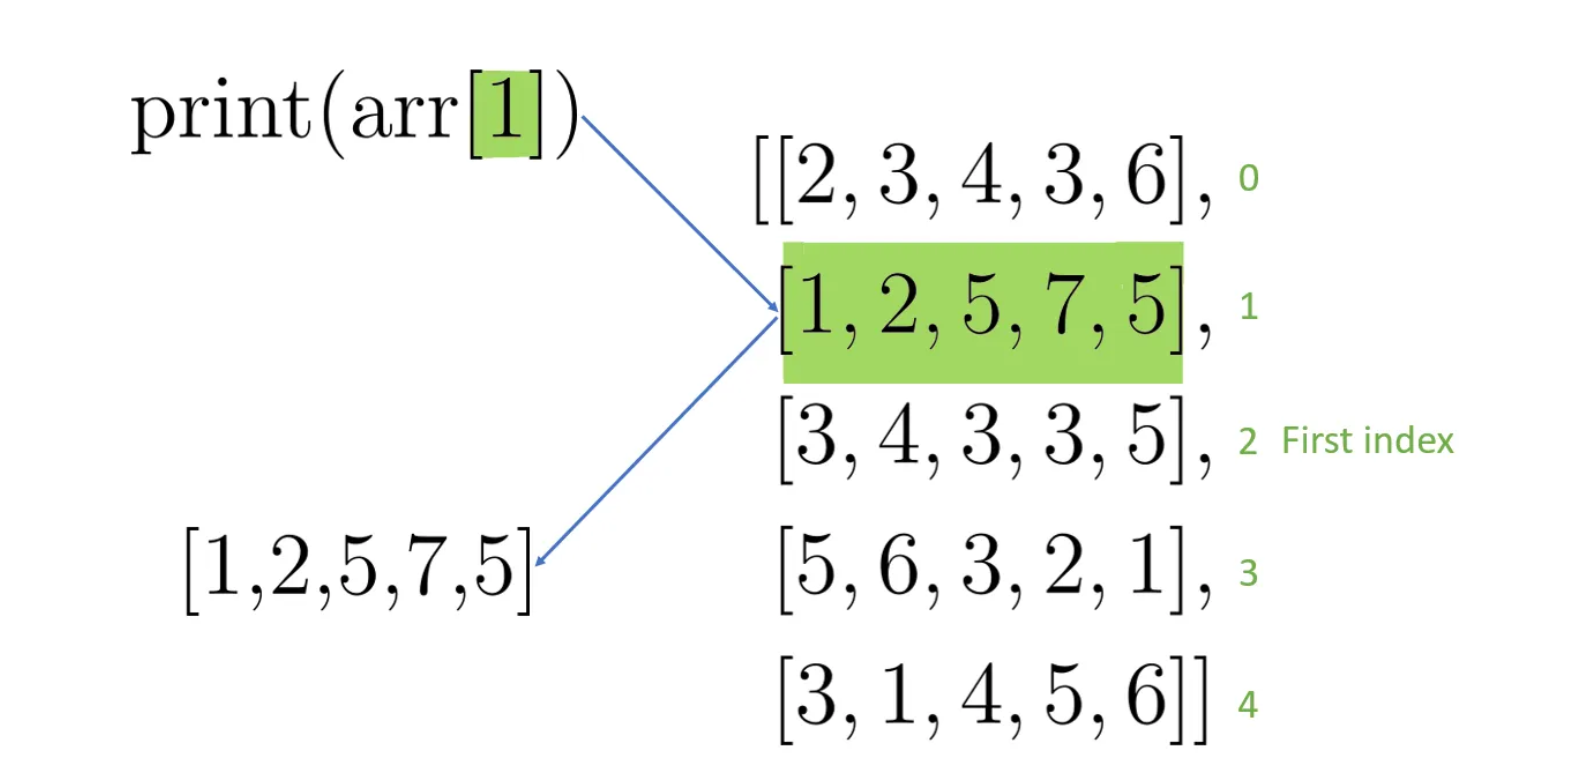 print(arr[1])
[[2, 3, 4, 3, 6], 0
[1, 2, 5, 7, 5], 1
[3, 4, 3, 3, 5], 2 First index
[5, 6, 3, 2, 1], 3
[3, 1, 4, 5, 6]] 4
[1,2,5,7,5]